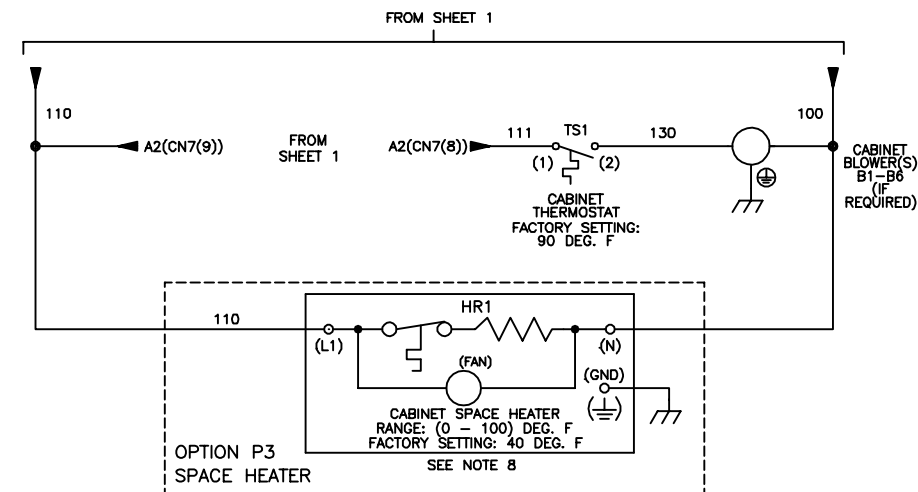 FROM SHEET 1
110
100
A2(CN7(9))
FROM
SHEET 1
A2(CN7(8))
111
TS1
130
(1)
(2)
CABINET
THERMOSTAT
FACTORY SETTING:
90 DEG. F
CABINET
BLOWER(S)
B1-B6
(IF
REQUIRED)
110
HR1
(L1)
(N)
(FAN)
(GND)
CABINET SPACE HEATER
RANGE: (0 - 100) DEG. F
FACTORY SETTING: 40 DEG. F
SEE NOTE 8
OPTION P3
SPACE HEATER